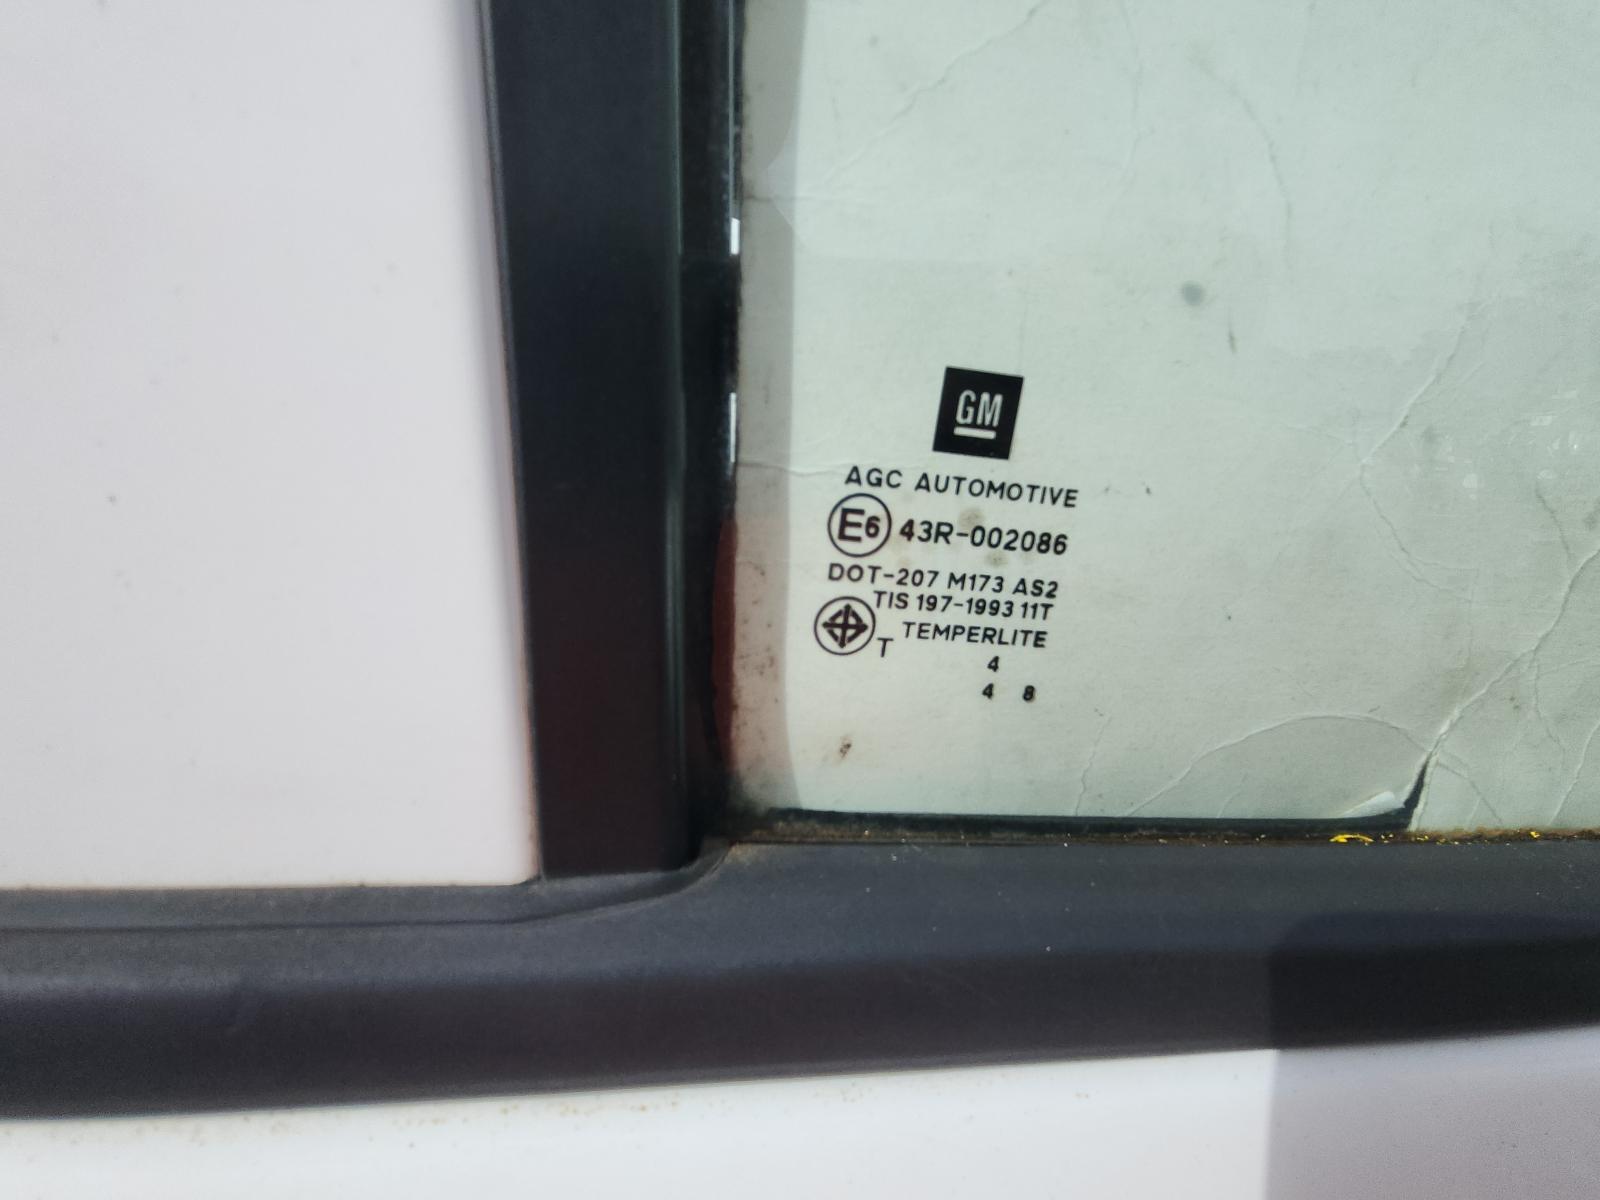 GM
AGC AUTOMOTIVE
E6 43R-002086
DOT-207 M173 AS2
TIS 197-1993 11T
T TEMPERLITE
4
4 8